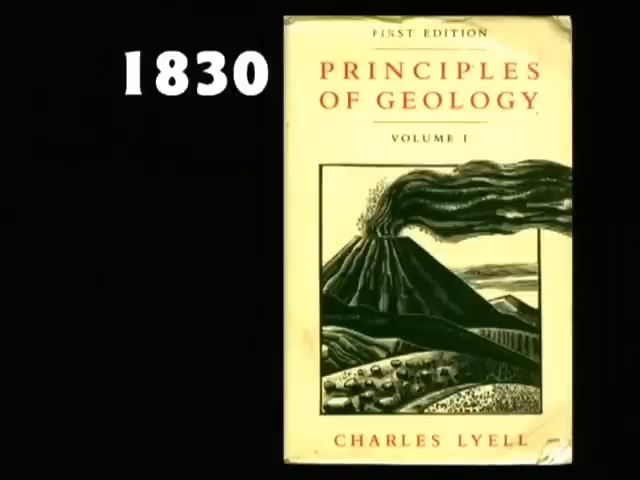 1830
FIRST EDITION
PRINCIPLES
OF GEOLOGY
VOLUME I
CHARLES LYELL